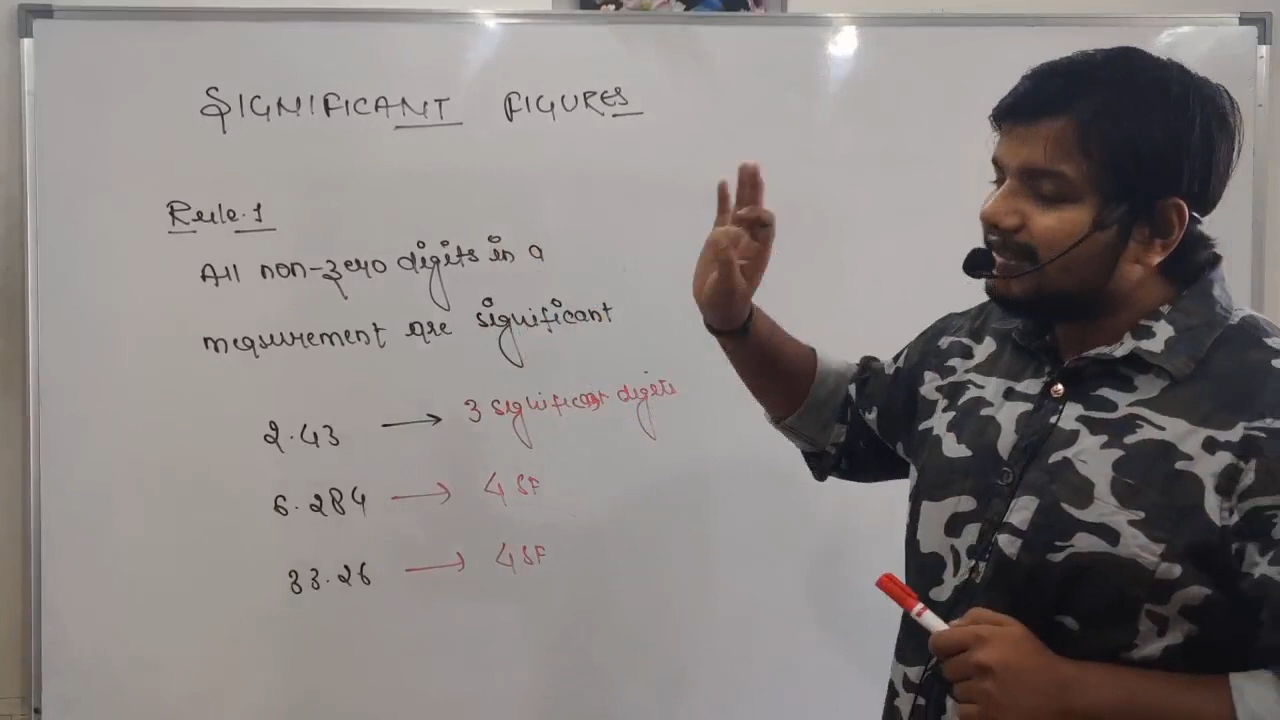 SIGNIFICANT FIGURES
Rule.1
All non-zero digits in a
measurement are significant
2.43 → 3 significant digits
6.284 → 4 SF
33.26 → 4 SF